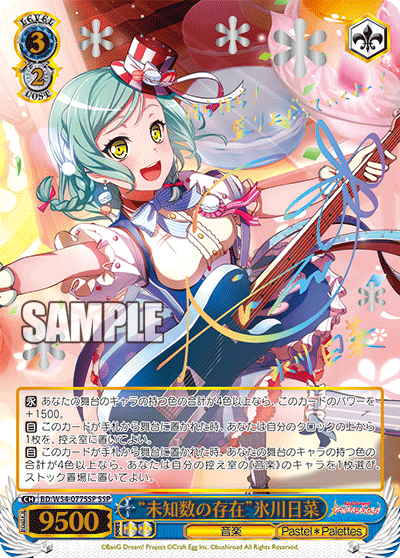 LEVEL
3
2
COST
SAMPLE
氷川日菜
永 あなたの舞台のキャラの持つ色の合計が4色以上なら、このカードのパワーを
+1500。
自 このカードが手札から舞台に置かれた時、あなたは自分のクロックの上から
1枚を、控え室に置いてよい。
自 このカードが手札から舞台に置かれた時、あなたの舞台のキャラの持つ色の
合計が4色以上なら、あなたは自分の控え室の《音楽》のキャラを1枚選び、ス
トック置場に置いてよい。
CH BD/W54-077SSP SSP
POWER
9500
"未知数の存在"氷川日菜
音楽
Pastel*Palettes
©BanG Dream! Project ©Craft Egg Inc. ©bushiroad All Rights Reserved.